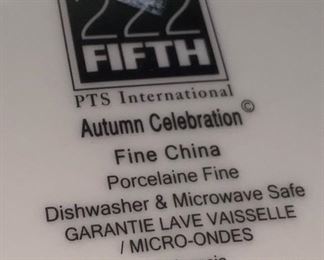 222
FIFTH
PTS International
Autumn Celebration©
Fine China
Porcelaine Fine
Dishwasher & Microwave Safe
GARANTIE LAVE VAISSELLE
/ MICRO-ONDES